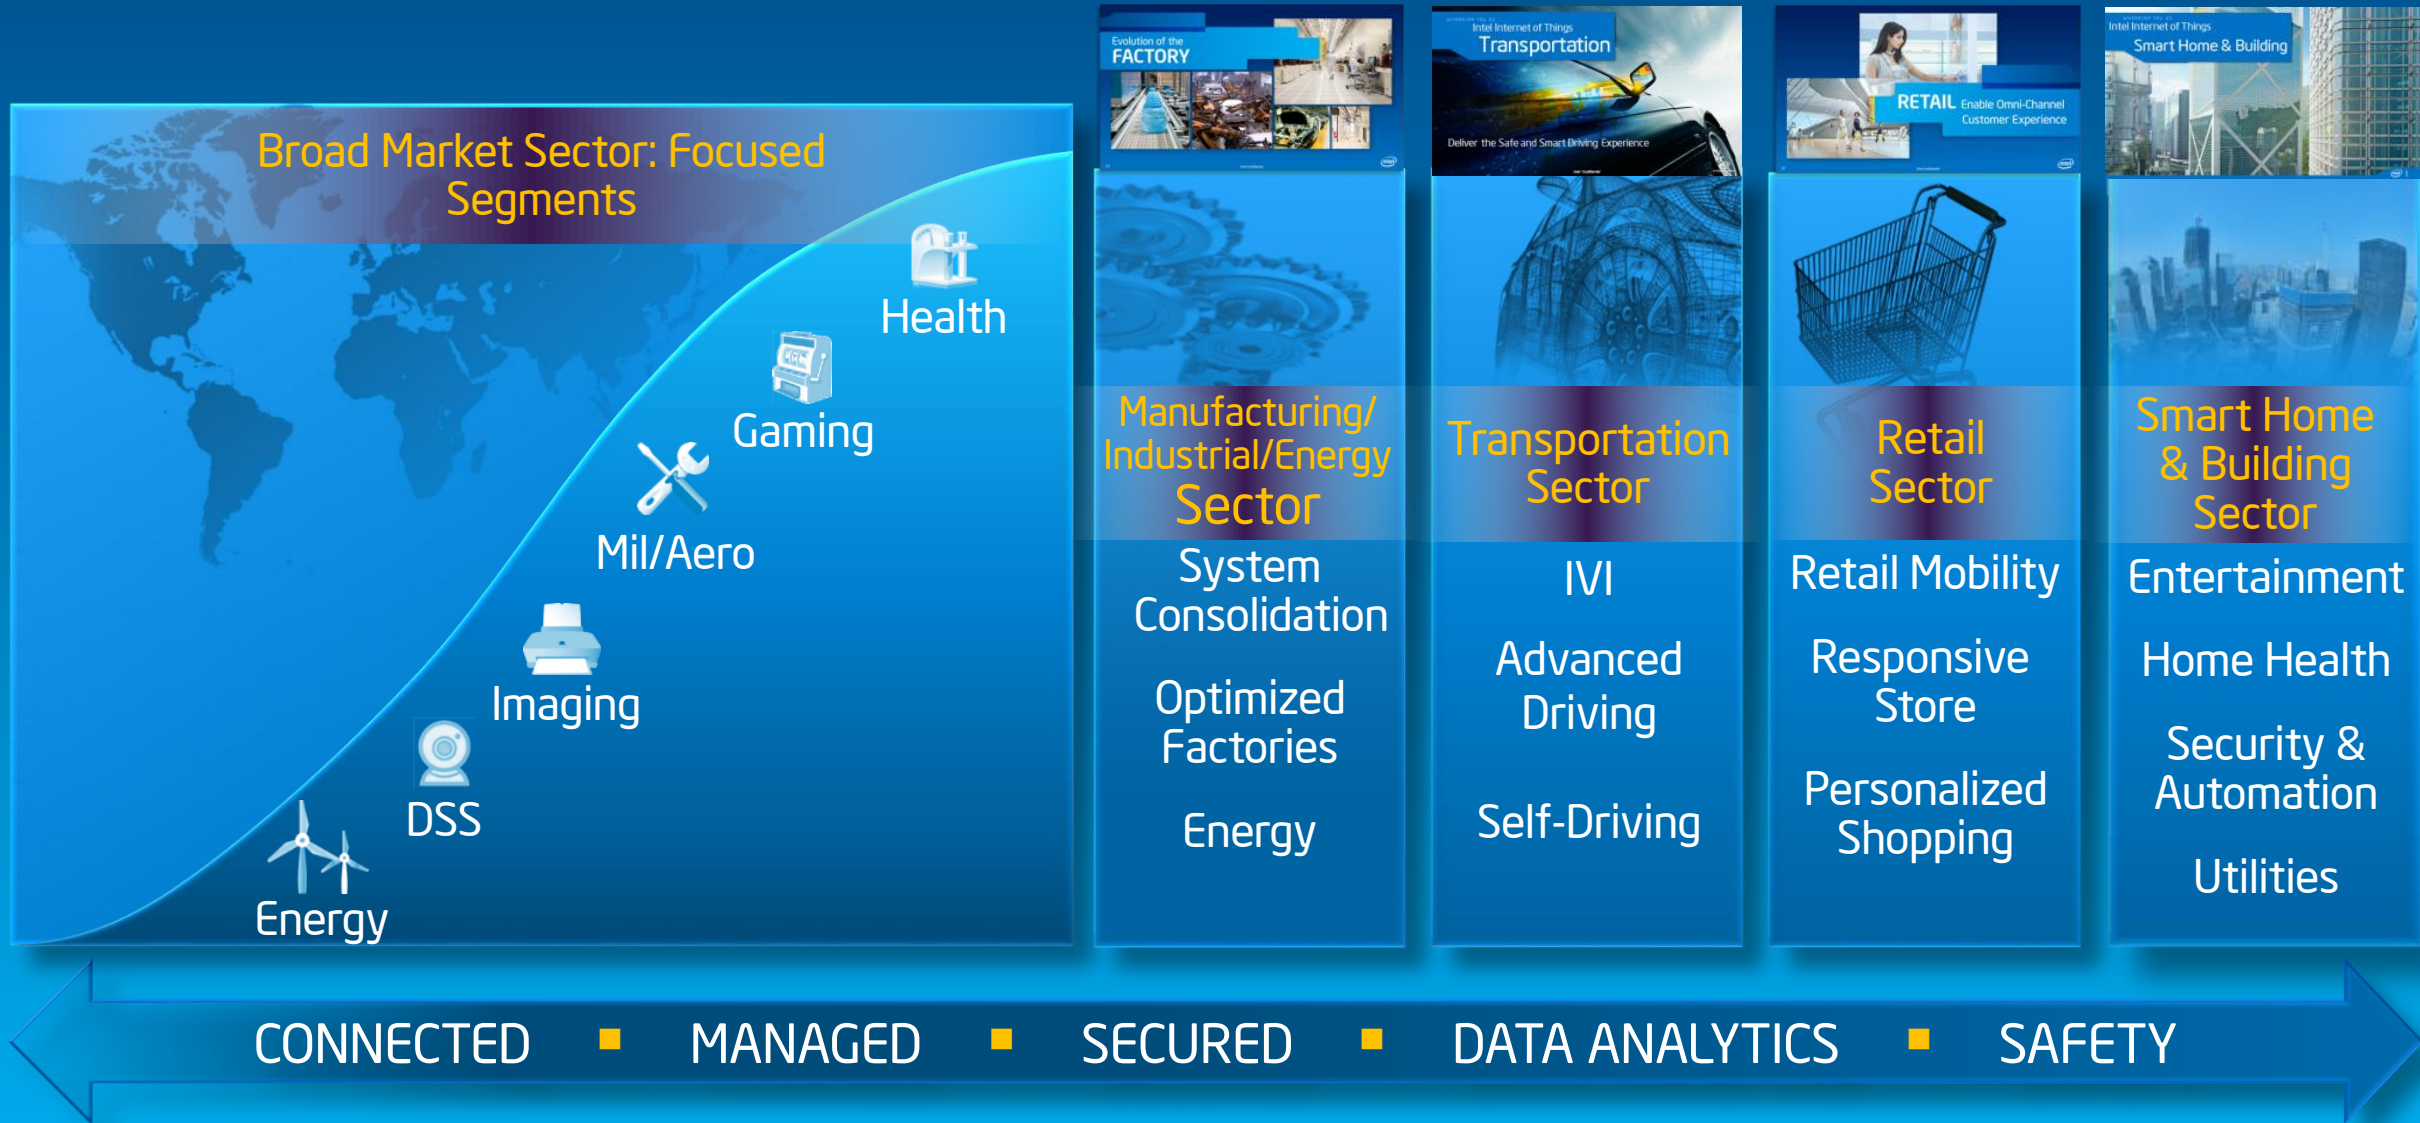 Broad Market Sector: Focused
Segments
Health
Gaming
Mil/Aero
Imaging
DSS
Energy
Evolution of the
FACTORY
Manufacturing/
Industrial/Energy
Sector
System
Consolidation
Optimized
Factories
Energy
Intel Internet of Things
Transportation
Deliver the Safe and Smart Driving Experience
Transportation
Sector
IVI
Advanced
Driving
Self-Driving
RETAIL Enable Omni-Channel
Customer Experience
Retail
Sector
Retail Mobility
Responsive
Store
Personalized
Shopping
Intel Internet of Things
Smart Home & Building
Smart Home
& Building
Sector
Entertainment
Home Health
Security &
Automation
Utilities
CONNECTED ▪ MANAGED ▪ SECURED ▪ DATA ANALYTICS ▪ SAFETY